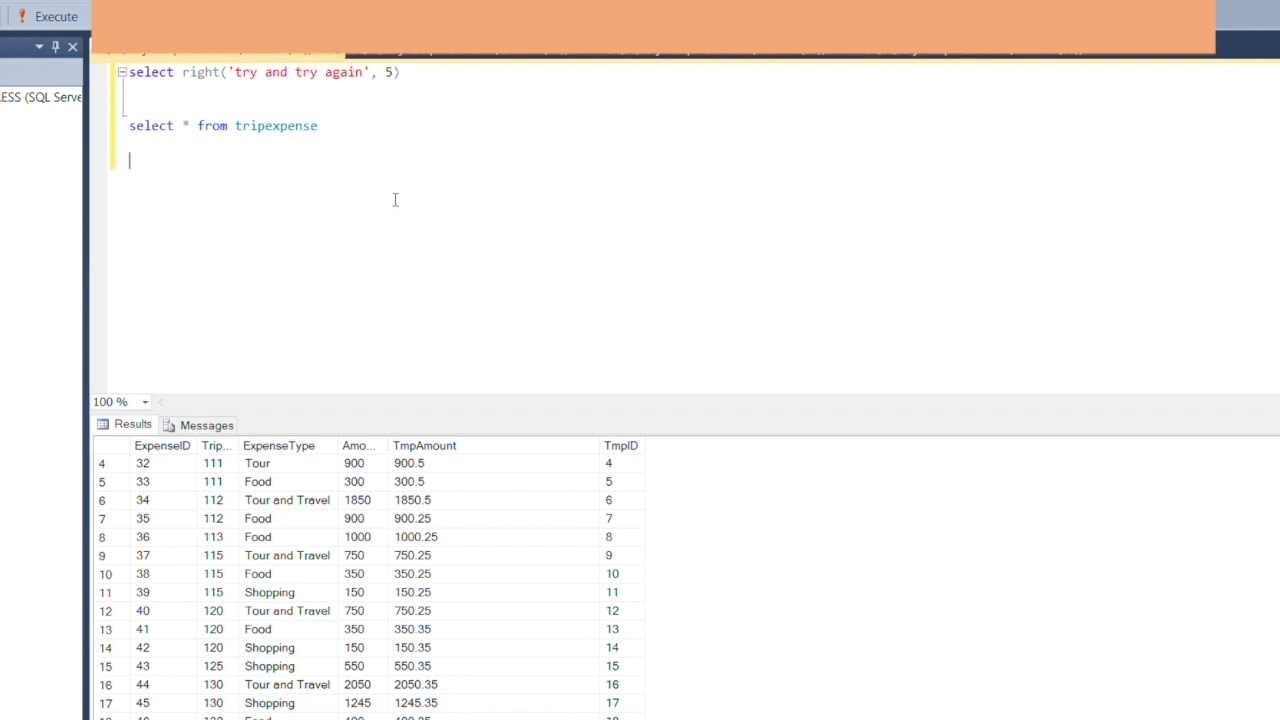 Execute
ESS (SQL Serve
select right('try and try again', 5)
select * from tripexpense
100 %
Results Messages
ExpenseID Trip... ExpenseType Amo... TmpAmount TmpID
4 32 111 Tour 900 900.5 4
5 33 111 Food 300 300.5 5
6 34 112 Tour and Travel 1850 1850.5 6
7 35 112 Food 900 900.25 7
8 36 113 Food 1000 1000.25 8
9 37 115 Tour and Travel 750 750.25 9
10 38 115 Food 350 350.25 10
11 39 115 Shopping 150 150.25 11
12 40 120 Tour and Travel 750 750.25 12
13 41 120 Food 350 350.35 13
14 42 120 Shopping 150 150.35 14
15 43 125 Shopping 550 550.35 15
16 44 130 Tour and Travel 2050 2050.35 16
17 45 130 Shopping 1245 1245.35 17